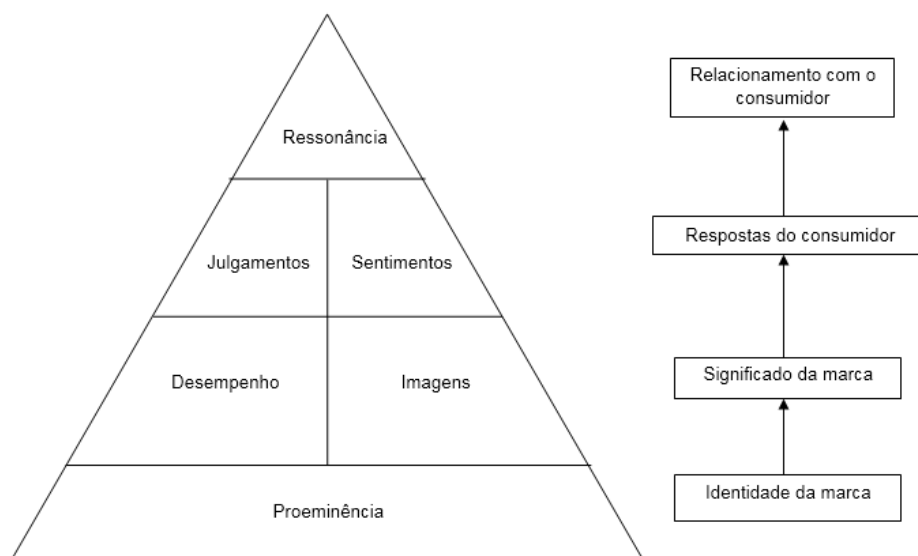 Ressonância
Julgamentos
Sentimentos
Desempenho
Imagens
Proeminência
Relacionamento com o
consumidor
Respostas do consumidor
Significado da marca
Identidade da marca